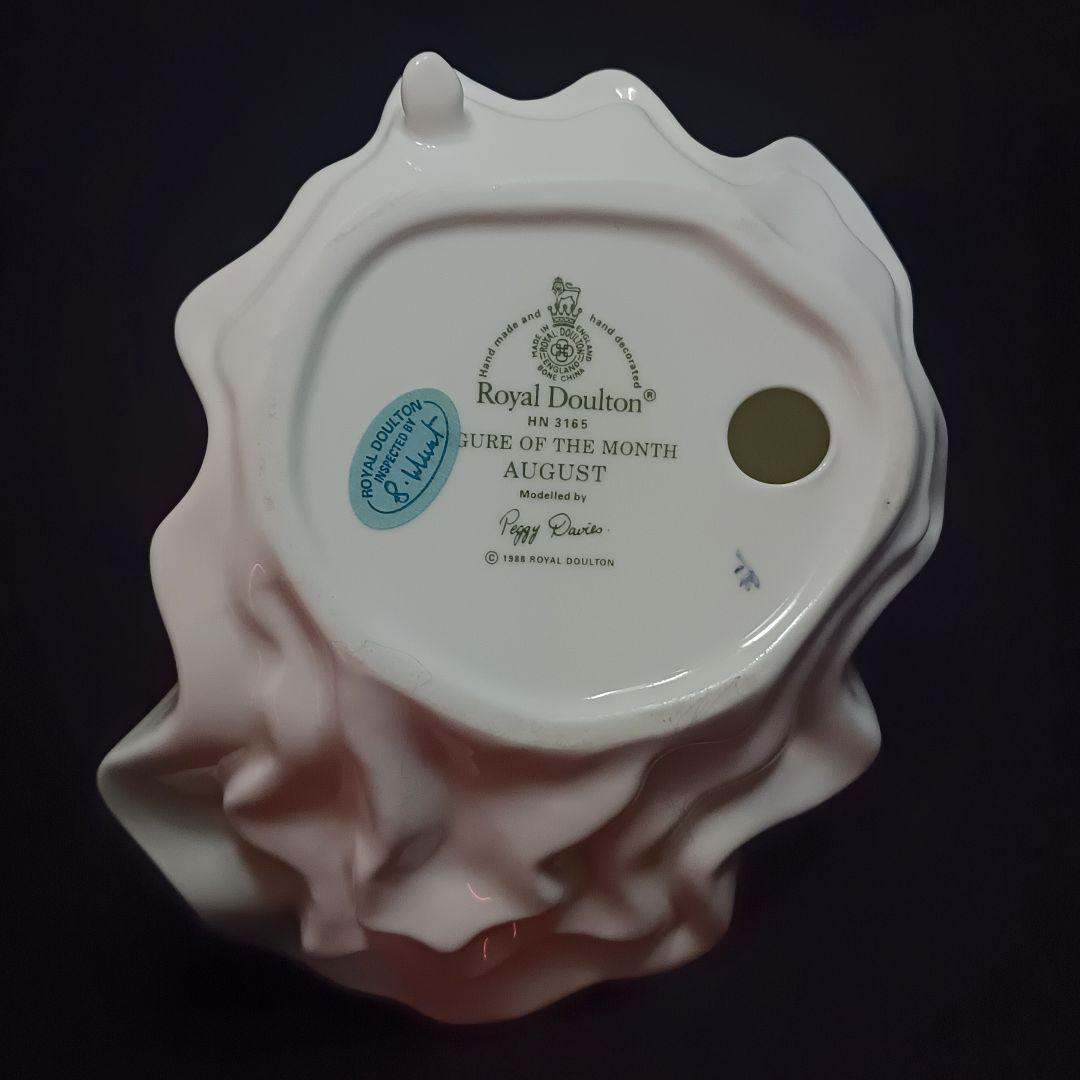 Hand made and hand decorated
MADE IN ENGLAND
ROYAL DOULTON
ENGLAND
BONE CHINA
Royal Doulton®
HN 3165
GURE OF THE MONTH
AUGUST
Modelled by
Peggy Davies.
© 1988 ROYAL DOULTON
ROYAL DOULTON
INSPECTED BY